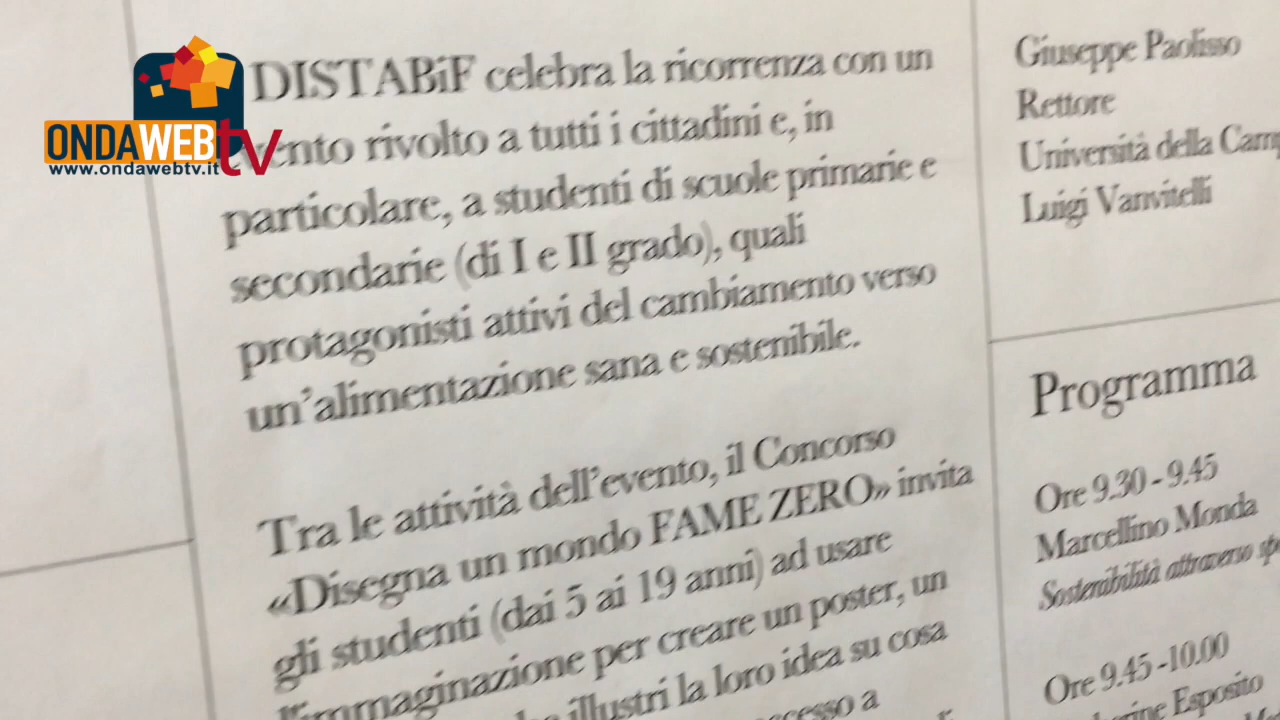 ONDAWEB tv
www.ondawebtv.it
DISTABiF celebra la ricorrenza con un
evento rivolto a tutti i cittadini e, in
particolare, a studenti di scuole primarie e
secondarie (di I e II grado), quali
protagonisti attivi del cambiamento verso
un'alimentazione sana e sostenibile.
Tra le attività dell'evento, il Concorso
«Disegna un mondo FAME ZERO» invita
gli studenti (dai 5 ai 19 anni) ad usare
l'immaginazione per creare un poster, un
illustri la loro idea su cosa
Giuseppe Paolisso
Rettore
Università della
Luigi Vanvitelli
Programma
Ore 9.30 - 9.45
Marcellino Monda
Sostenibilità attraverso
Ore 9.45 -10.00
Esposito